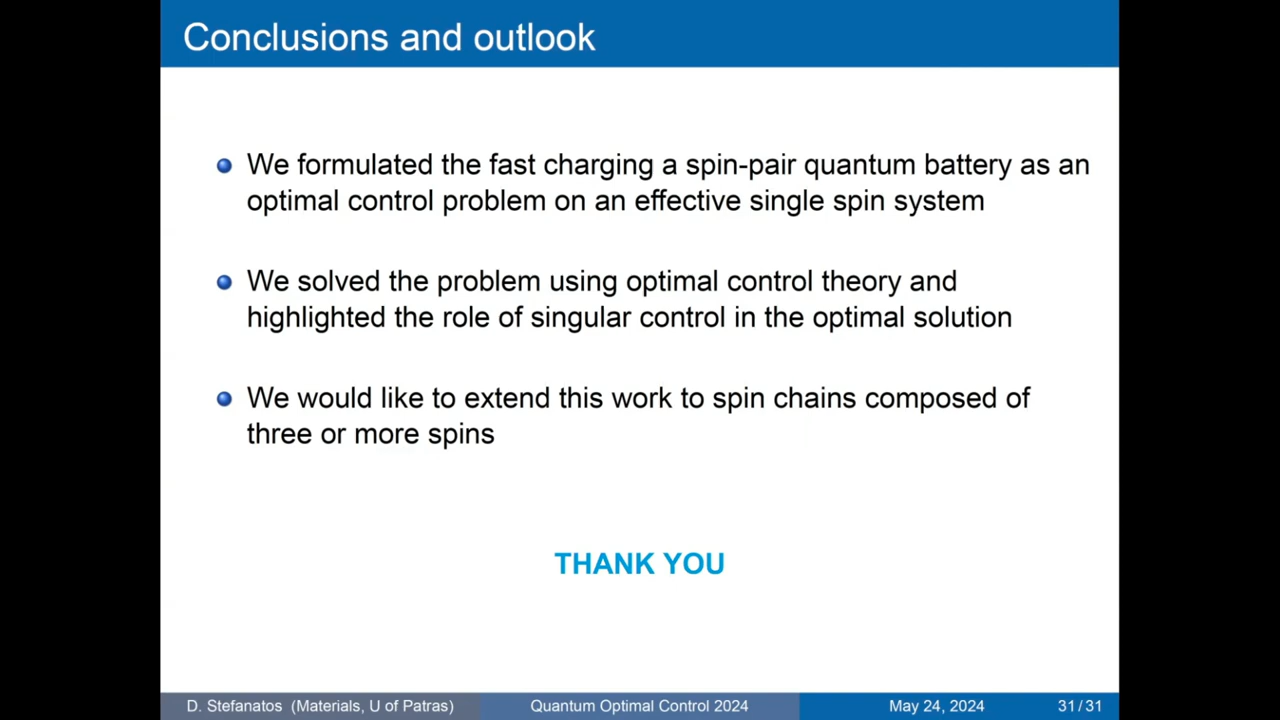 Conclusions and outlook
We formulated the fast charging a spin-pair quantum battery as an
optimal control problem on an effective single spin system
We solved the problem using optimal control theory and
highlighted the role of singular control in the optimal solution
We would like to extend this work to spin chains composed of
three or more spins
THANK YOU
D. Stefanatos (Materials, U of Patras) Quantum Optimal Control 2024 May 24, 2024 31 / 31